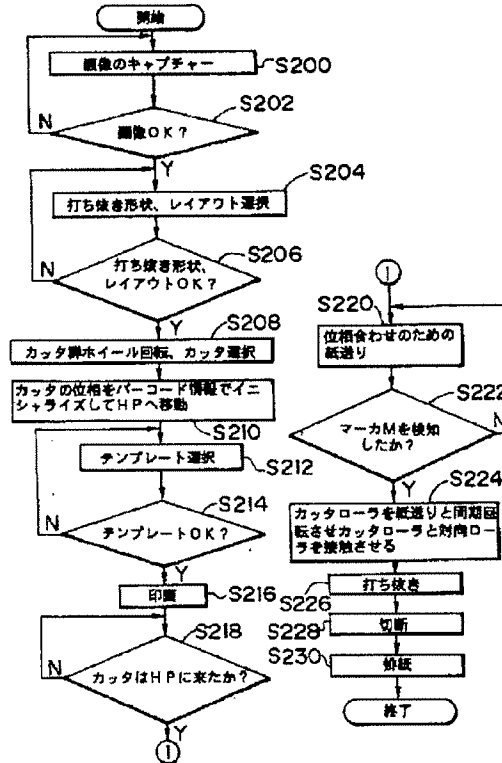 開始
画像のキャプチャー
S200
S202
N
画像OK?
Y
S204
打ち抜き形状、レイアウト選択
S206
N
打ち抜き形状、
レイアウトOK?
Y
S208
カッタ群ホイール回転、カッタ選択
カッタの位相をバーコード情報でイニ
シャライズしてHPへ移動
S210
テンプレート選択
S212
S214
N
テンプレートOK?
Y
印画
S216
S218
N
カッタはHPに来たか?
Y
1
1
S220
位相合わせのための
紙送り
S222
マーカMを検知
したか?
N
Y
S224
カッタローラを紙送りと同期回
転させカッタローラと対向ロー
ラを接触させる
打ち抜き
S226
切断
S228
排紙
S230
終了